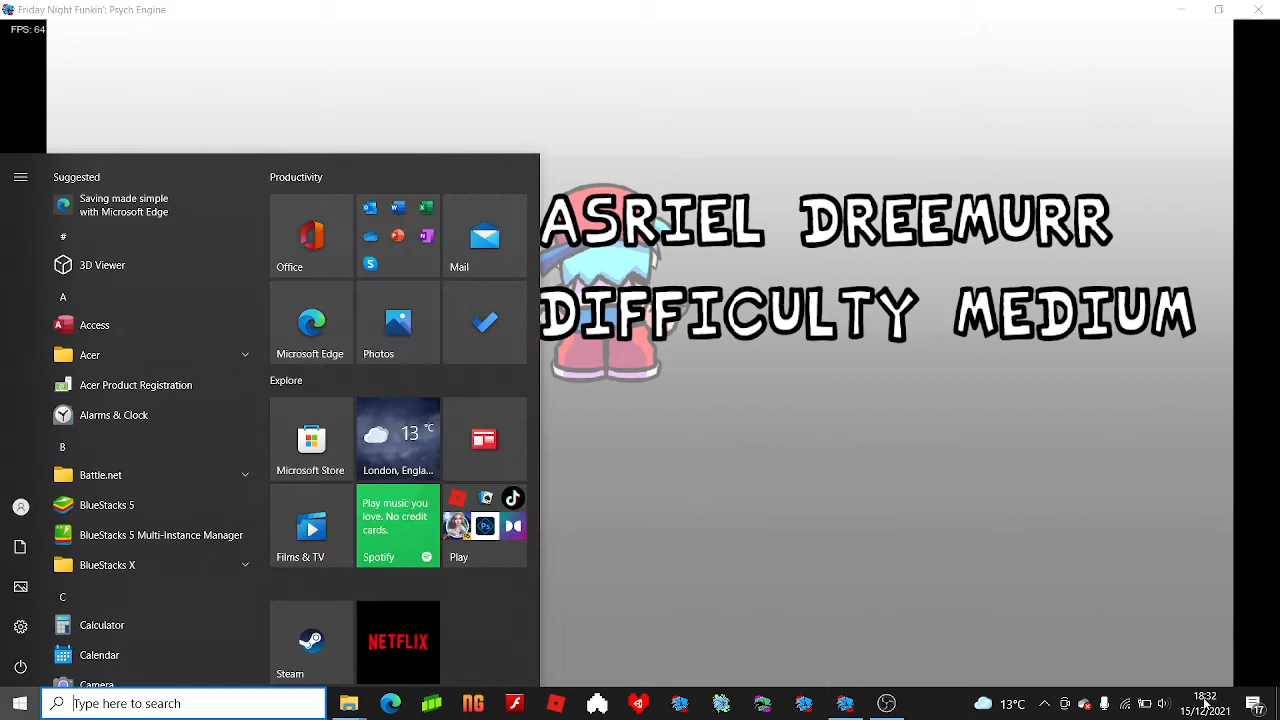 Friday Night Funkin': Psych Engine
FPS: 64
ASRIEL DREEMURR
DIFFICULTY MEDIUM
Suggested
Saving made simple
with Microsoft Edge
#
3D Viewer
A
Access
Acer
Acer Product Registration
Alarms & Clock
B
Battle.net
BlueStacks 5
BlueStacks 5 Multi-Instance Manager
BlueStacks X
C
Calculator
Calendar
Camera
Productivity
Office
Mail
Microsoft Edge
Photos
Explore
Microsoft Store
13 °C
London, Engla...
Films & TV
Play music you
love. No credit
cards.
Spotify
Ps
Play
Steam
NETFLIX
Type here to search
NG
13°C
18:32
15/12/2021
17